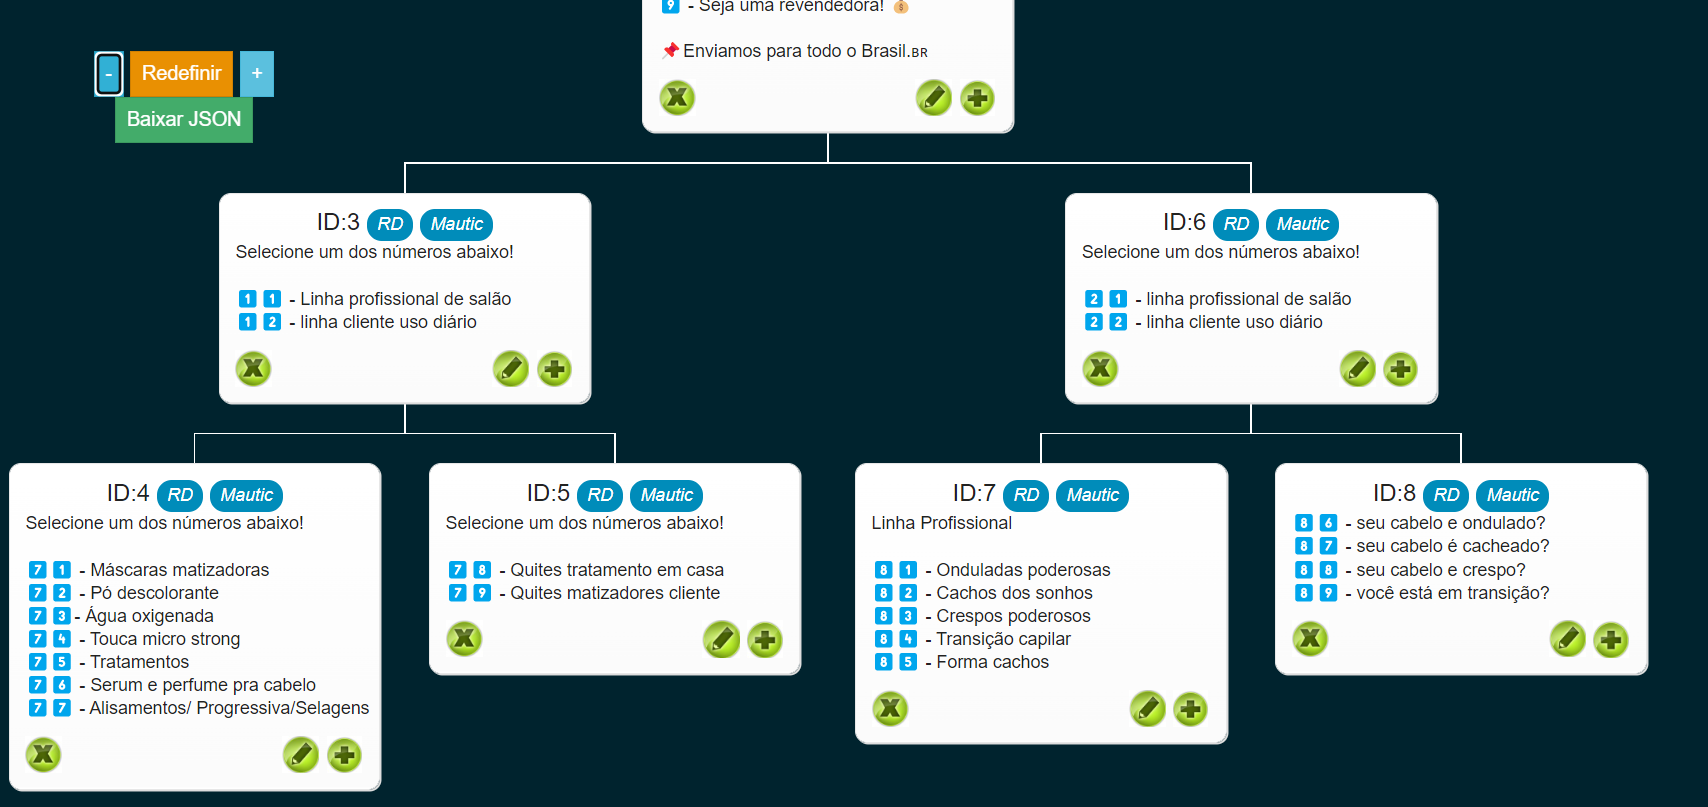 9️⃣ - Seja uma revendedora! 💰
📌 Enviamos para todo o Brasil.BR
-
Redefinir
+
Baixar JSON
ID:3 RD Mautic
Selecione um dos números abaixo!
1️⃣ 1️⃣ - Linha profissional de salão
1️⃣ 2️⃣ - linha cliente uso diário
ID:6 RD Mautic
Selecione um dos números abaixo!
2️⃣ 1️⃣ - linha profissional de salão
2️⃣ 2️⃣ - linha cliente uso diário
ID:4 RD Mautic
Selecione um dos números abaixo!
7️⃣ 1️⃣ - Máscaras matizadoras
7️⃣ 2️⃣ - Pó descolorante
7️⃣ 3️⃣- Água oxigenada
7️⃣ 4️⃣ - Touca micro strong
7️⃣ 5️⃣ - Tratamentos
7️⃣ 6️⃣ - Serum e perfume pra cabelo
7️⃣ 7️⃣ - Alisamentos/ Progressiva/Selagens
ID:5 RD Mautic
Selecione um dos números abaixo!
7️⃣ 8️⃣ - Quites tratamento em casa
7️⃣ 9️⃣ - Quites matizadores cliente
ID:7 RD Mautic
Linha Profissional
8️⃣ 1️⃣ - Onduladas poderosas
8️⃣ 2️⃣ - Cachos dos sonhos
8️⃣ 3️⃣ - Crespos poderosos
8️⃣ 4️⃣ - Transição capilar
8️⃣ 5️⃣ - Forma cachos
ID:8 RD Mautic
8️⃣ 6️⃣ - seu cabelo e ondulado?
8️⃣ 7️⃣ - seu cabelo é cacheado?
8️⃣ 8️⃣ - seu cabelo e crespo?
8️⃣ 9️⃣ - você está em transição?